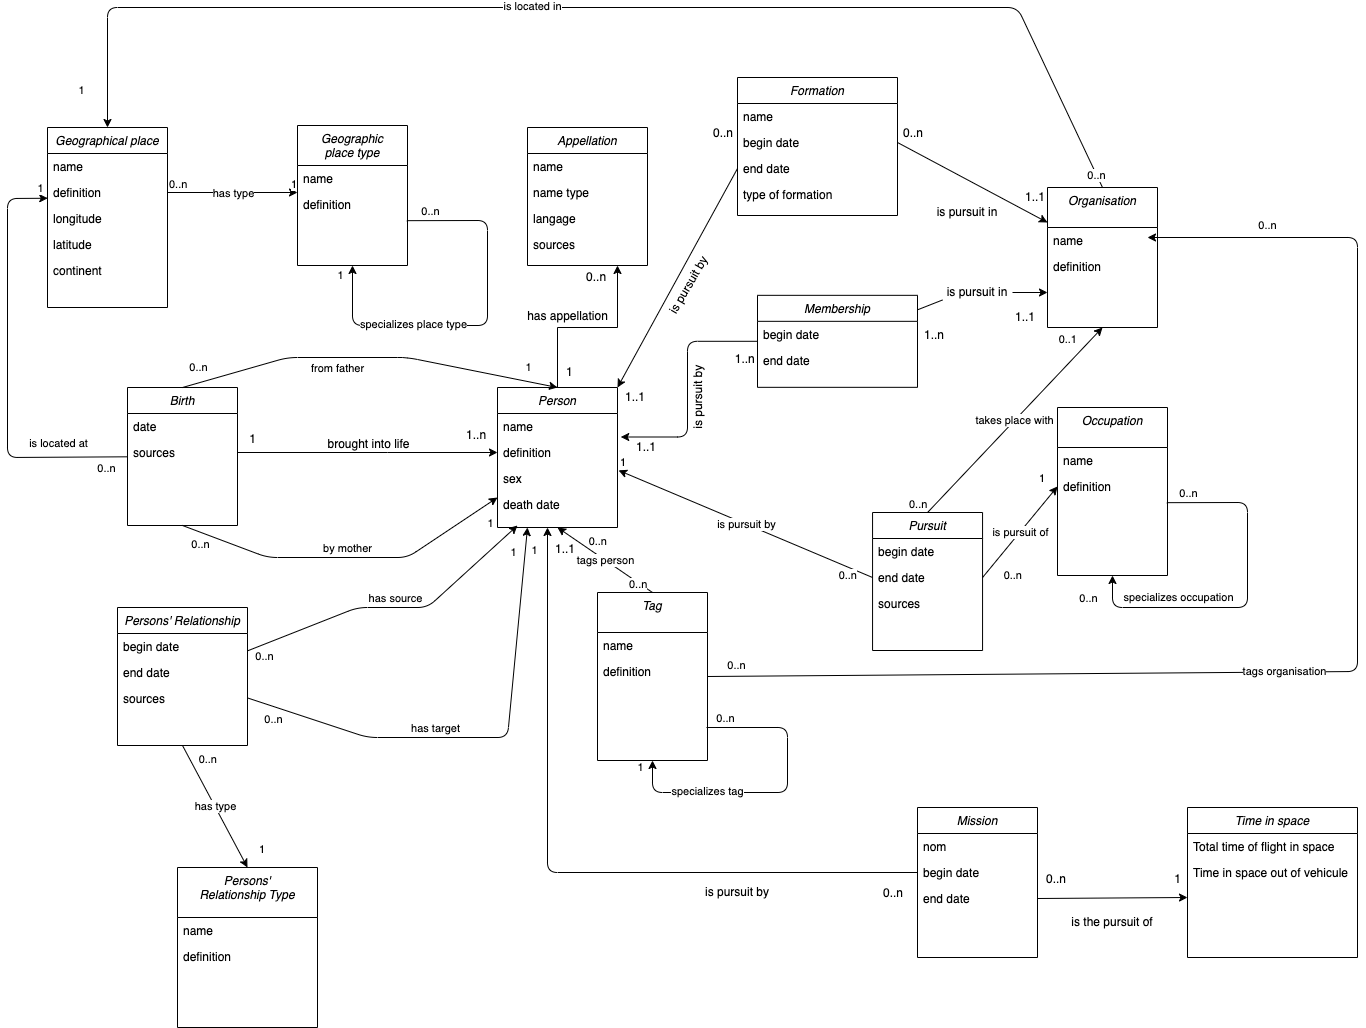 is located in
1
Geographical place
name
definition
longitude
latitude
continent
1
0..n
has type
1
Geographic
place type
name
definition
0..n
1
specializes place type
Appellation
name
name type
langage
sources
0..n
has appellation
1
Formation
name
begin date
end date
type of formation
0..n
0..n
is pursuit by
1..1
is pursuit in
1..1
0..n
Organisation
name
definition
0..n
Membership
begin date
end date
is pursuit in
1..1
1..n
1..n
is pursuit by
1..1
0..n
from father
1
Birth
date
sources
is located at
0..n
1
brought into life
1..n
0..n
by mother
1
Person
name
definition
sex
death date
1
0..1
takes place with
0..n
Occupation
name
definition
1
0..n
0..n
specializes occupation
Pursuit
begin date
end date
sources
is pursuit by
0..n
is pursuit of
0..n
1
1
1..1
0..n
tags person
0..n
Tag
name
definition
0..n
tags organisation
0..n
1
specializes tag
Persons' Relationship
begin date
end date
sources
has source
0..n
0..n
has target
0..n
has type
1
Persons'
Relationship Type
name
definition
Mission
nom
begin date
end date
is pursuit by
0..n
0..n
1
is the pursuit of
Time in space
Total time of flight in space
Time in space out of vehicule